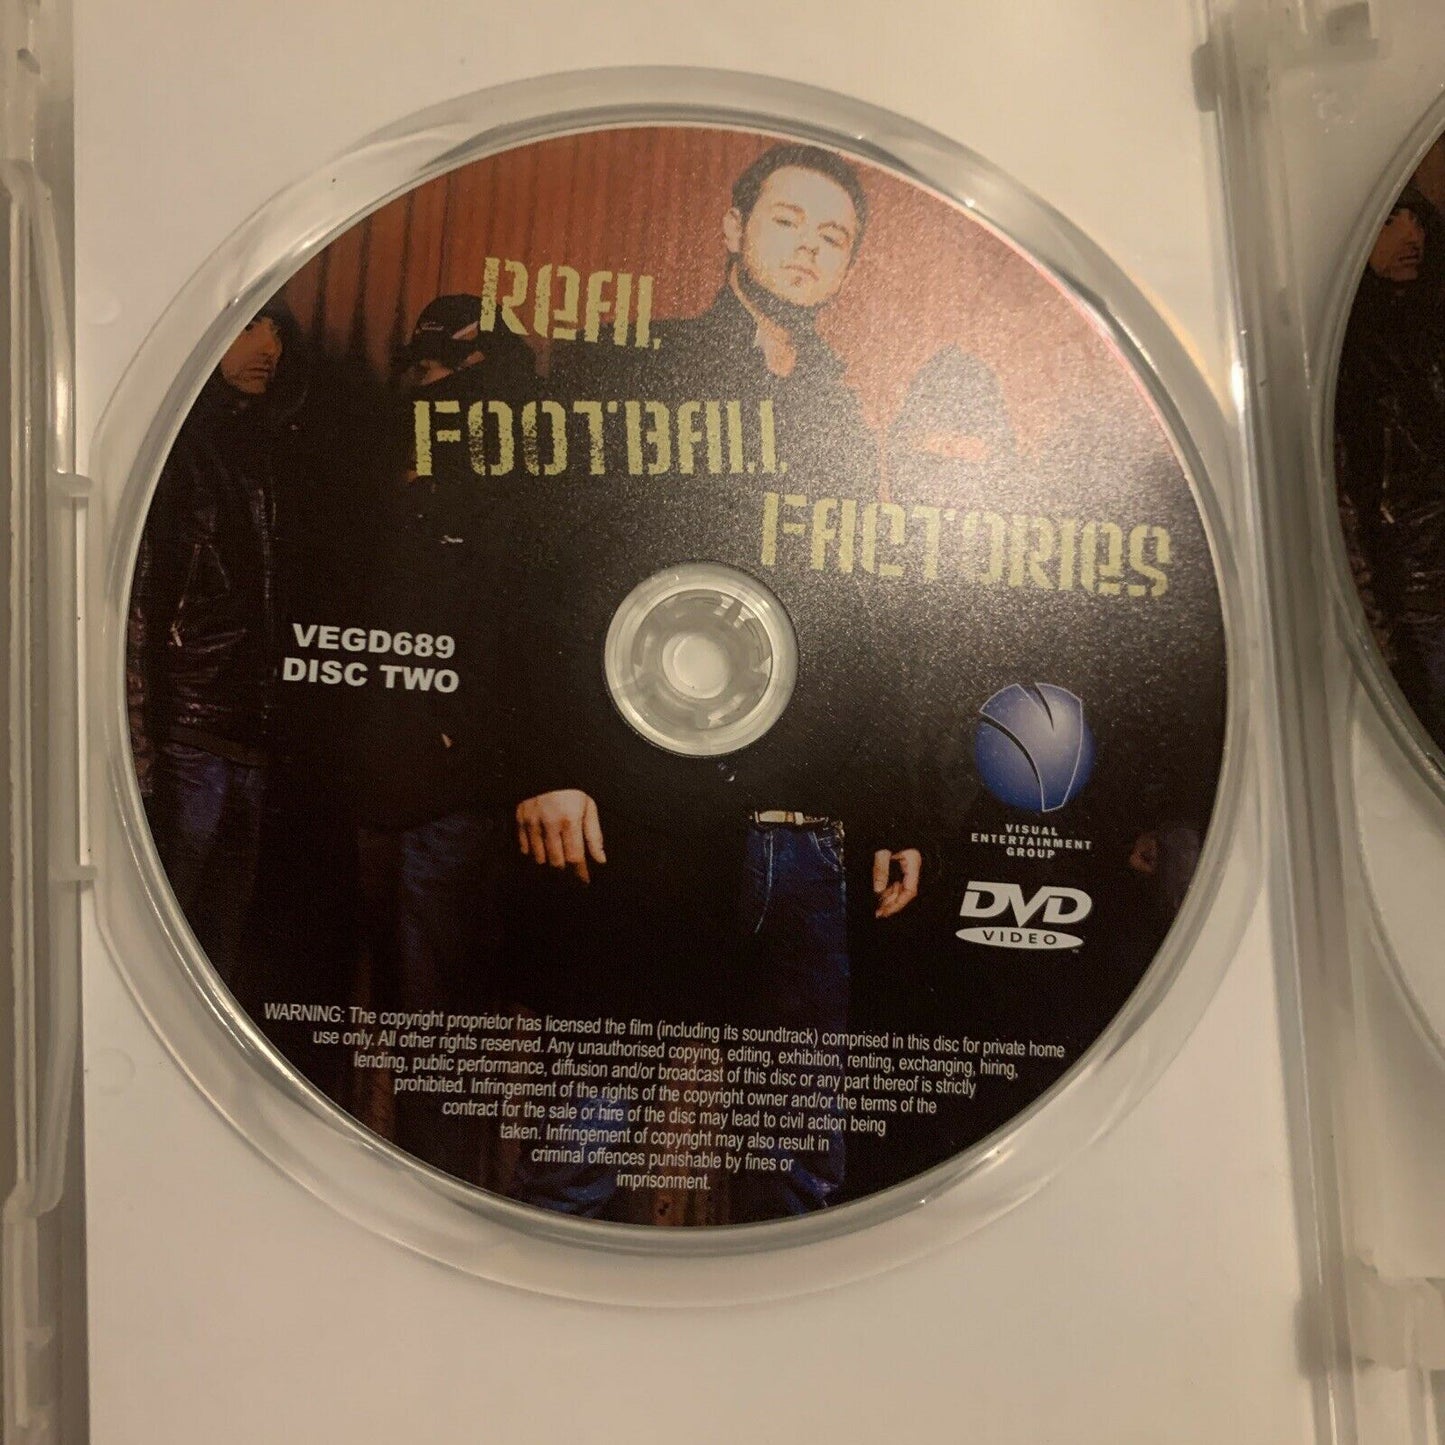 REAL
FOOTBALL
FACTORIES
VEGD689
DISC TWO
VISUAL
ENTERTAINMENT
GROUP
DVD
VIDEO
WARNING: The copyright proprietor has licensed the film (including its soundtrack) comprised in this disc for private home
use only. All other rights reserved. Any unauthorised copying, editing, exhibition, renting, exchanging, hiring,
lending, public performance, diffusion and/or broadcast of this disc or any part thereof is strictly
prohibited. Infringement of the rights of the copyright owner and/or the terms of the
contract for the sale or hire of the disc may lead to civil action being
taken. Infringement of copyright may also result in
criminal offences punishable by fines or
imprisonment.